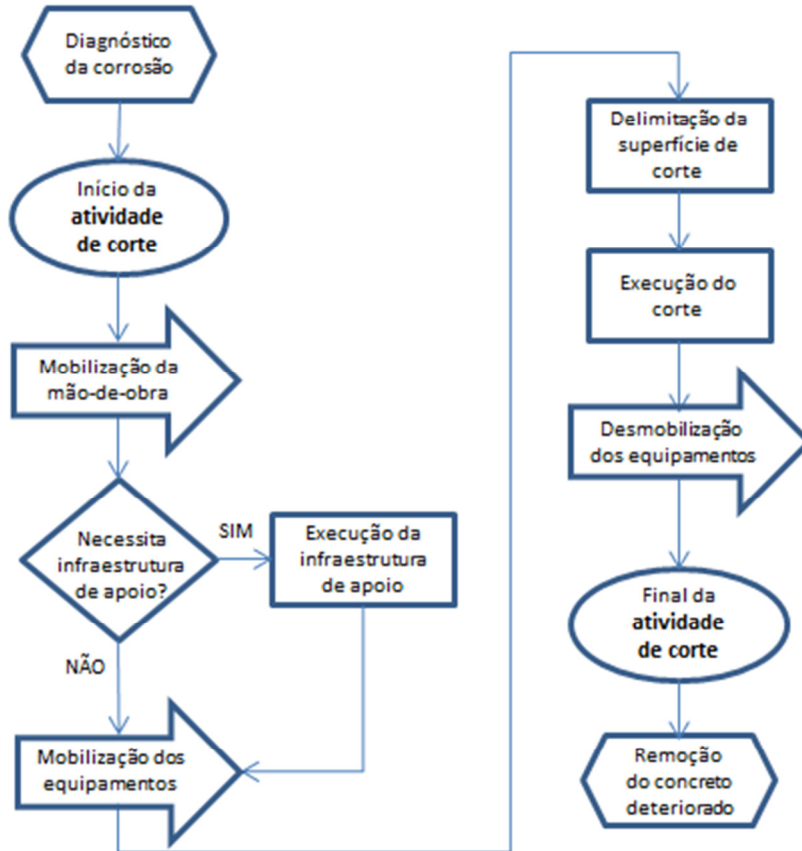 Diagnóstico
da corrosão
Início da
atividade
de corte
Mobilização da
mão-de-obra
Necessita
infraestrutura
de apoio?
SIM
Execução da
infraestrutura
de apoio
NÃO
Mobilização dos
equipamentos
Delimitação da
superfície de
corte
Execução do
corte
Desmobilização
dos equipamentos
Final da
atividade
de corte
Remoção
do concreto
deteriorado